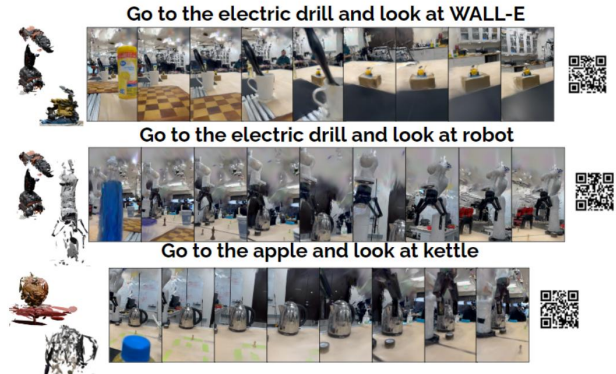 Go to the electric drill and look at WALL-E
Go to the electric drill and look at robot
Go to the apple and look at kettle